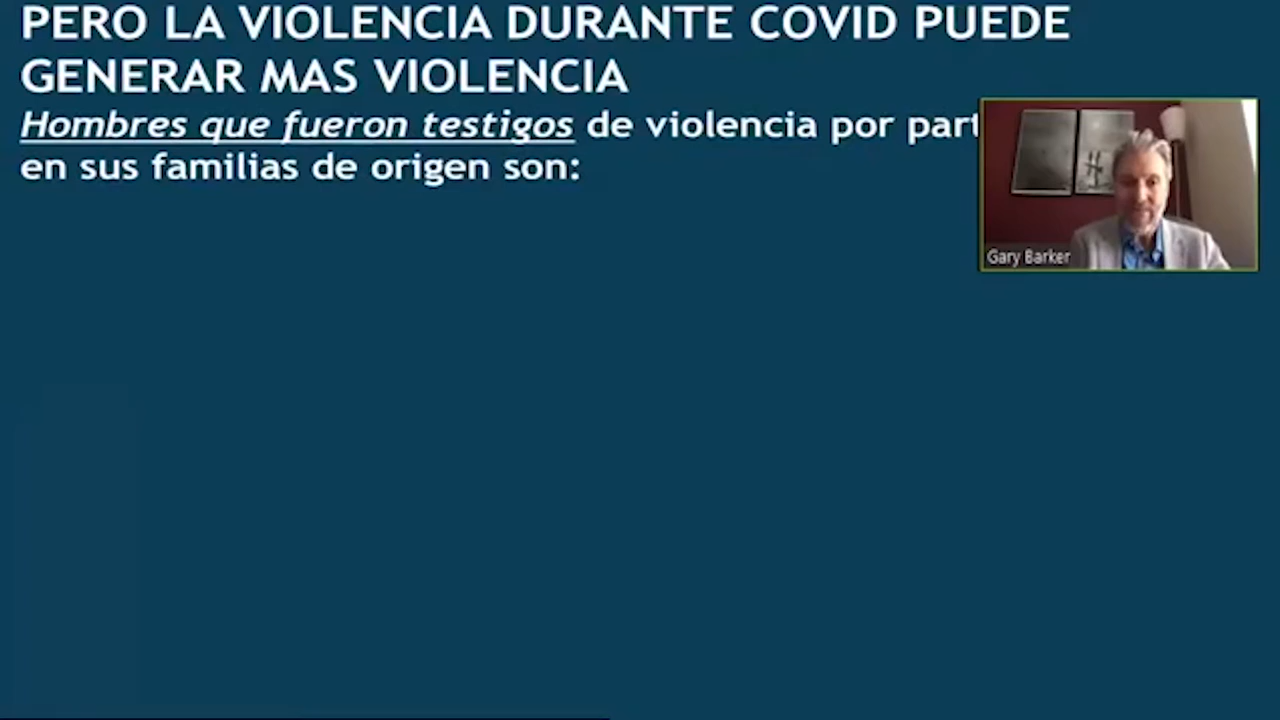 PERO LA VIOLENCIA DURANTE COVID PUEDE
GENERAR MAS VIOLENCIA
Hombres que fueron testigos de violencia por part
en sus familias de origen son:
Gary Barker